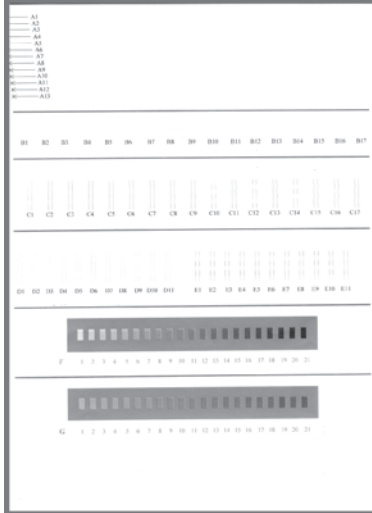 A1
A2
A3
A4
A5
A6
A7
A8
A9
A10
A11
A12
A13
B1 B2 B3 B4 B5 B6 B7 B8 B9 B10 B11 B12 B13 B14 B15 B16 B17
C1 C2 C3 C4 C5 C6 C7 C8 C9 C10 C11 C12 C13 C14 C15 C16 C17
D1 D2 D3 D4 D5 D6 D7 D8 D9 D10 D11 E1 E2 E3 E4 E5 E6 E7 E8 E9 E10 E11
F 1 2 3 4 5 6 7 8 9 10 11 12 13 14 15 16 17 18 19 20 21
G 1 2 3 4 5 6 7 8 9 10 11 12 13 14 15 16 17 18 19 20 21